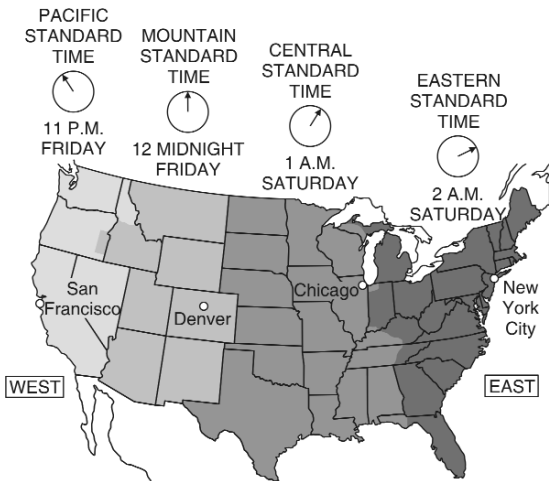 PACIFIC
STANDARD
TIME
11 P.M.
FRIDAY
MOUNTAIN
STANDARD
TIME
12 MIDNIGHT
FRIDAY
CENTRAL
STANDARD
TIME
1 A.M.
SATURDAY
EASTERN
STANDARD
TIME
2 A.M.
SATURDAY
San
Francisco
Denver
Chicago
New
York
City
WEST
EAST